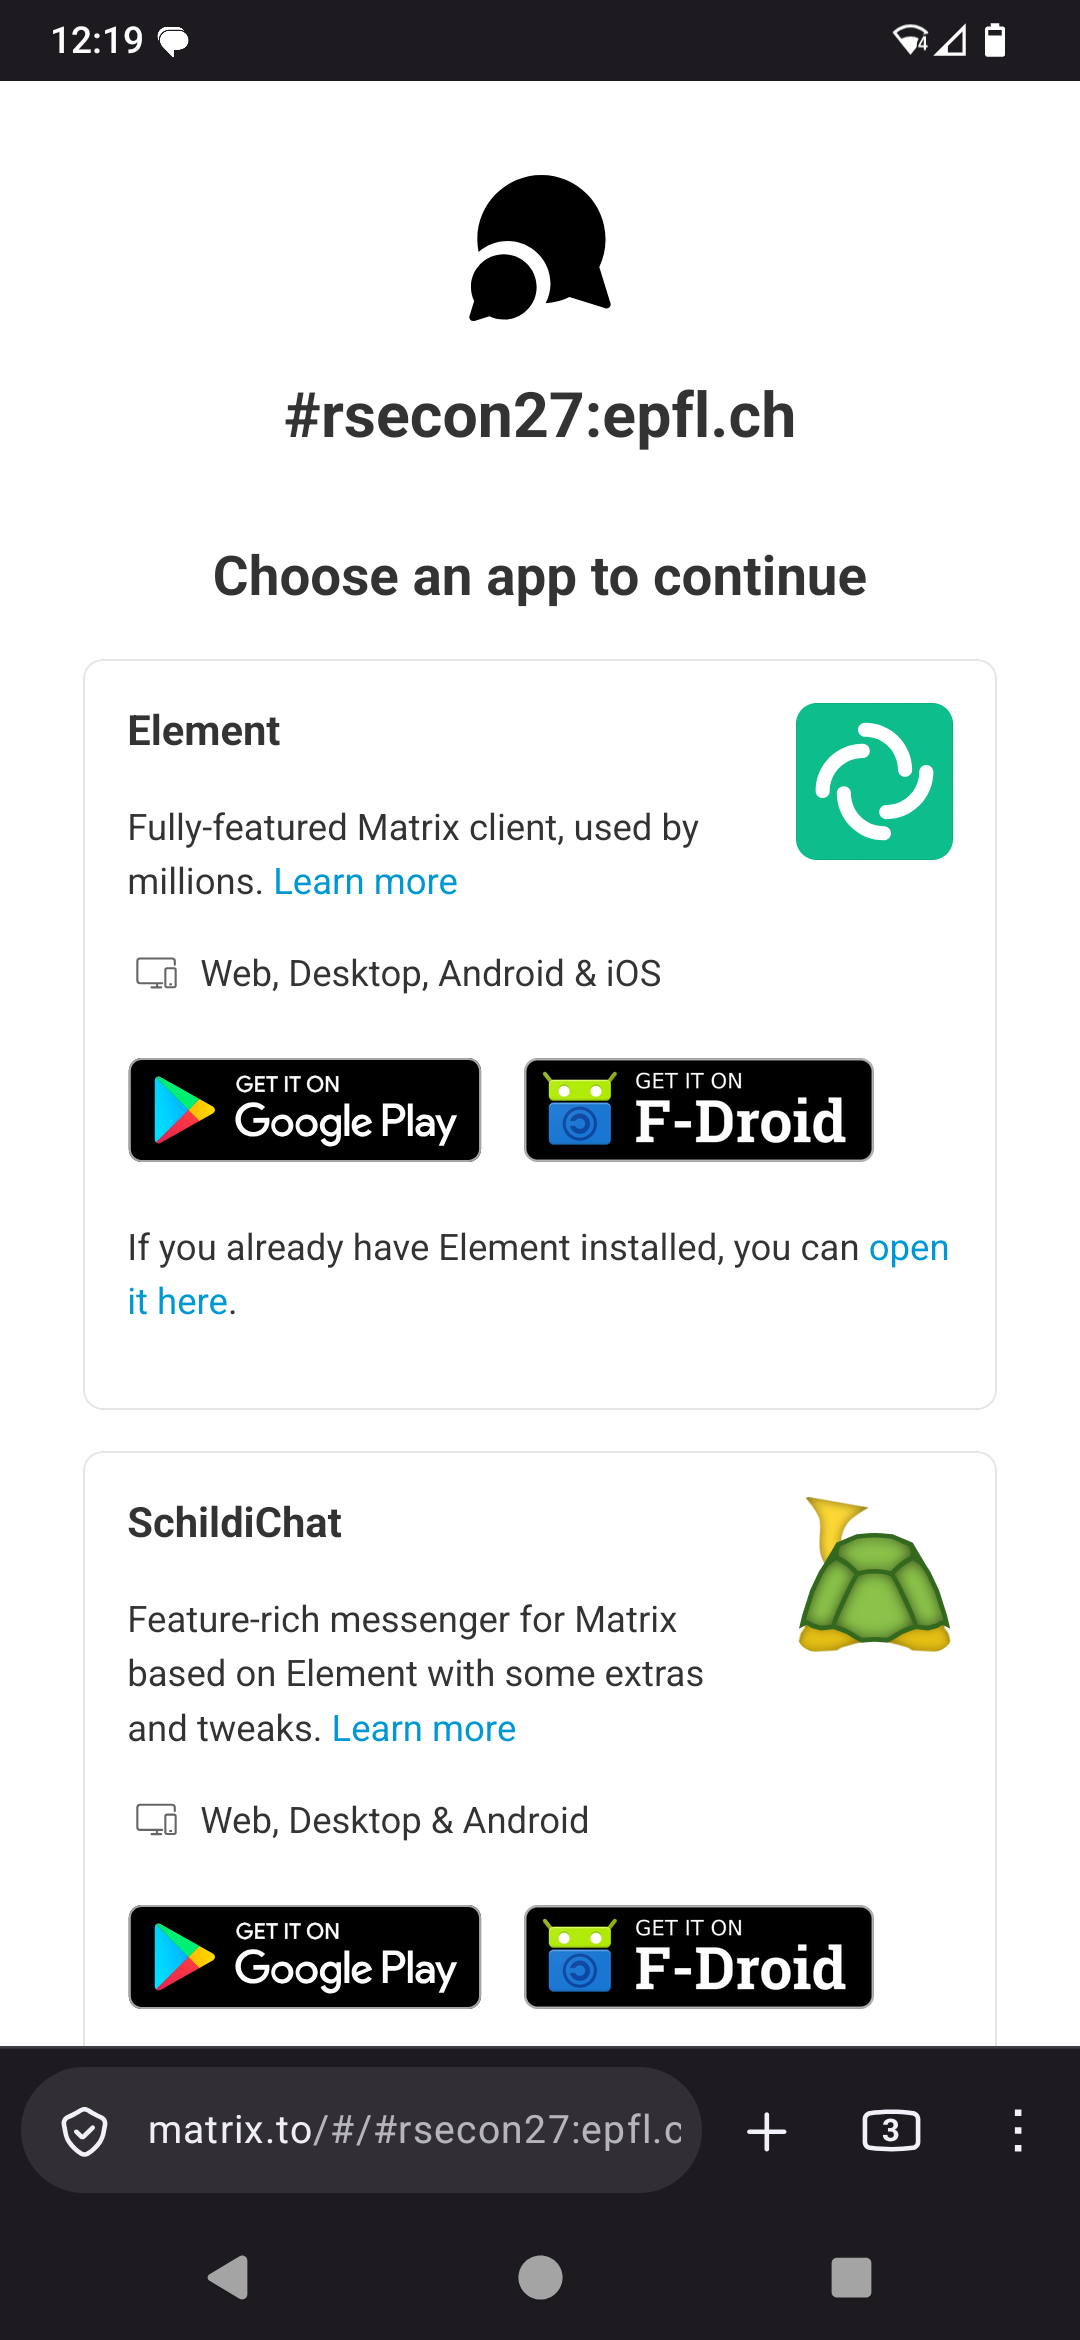 12:19
4
#rsecon27:epfl.ch
Choose an app to continue
Element
Fully-featured Matrix client, used by
millions. Learn more
Web, Desktop, Android & iOS
GET IT ON
Google Play
GET IT ON
F-Droid
If you already have Element installed, you can open
it here.
SchildiChat
Feature-rich messenger for Matrix
based on Element with some extras
and tweaks. Learn more
Web, Desktop & Android
GET IT ON
Google Play
GET IT ON
F-Droid
matrix.to/#/#rsecon27:epfl.c
3